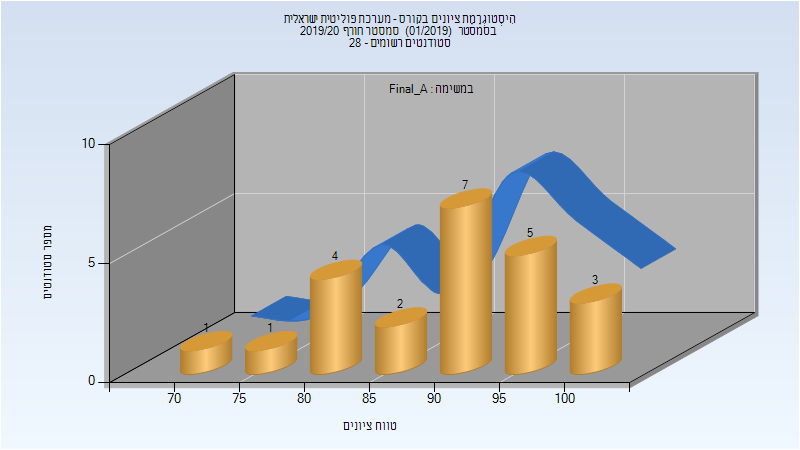 היסטוגרמת ציונים בקורס - מערכת פוליטית ישראלית
בסמסטר (01/2019) סמסטר חורף 2019/20
סטודנטים רשומים - 28
במשימה : Final_A
מספר סטודנטים
10
5
0
1
1
4
2
7
5
3
70
75
80
85
90
95
100
טווח ציונים